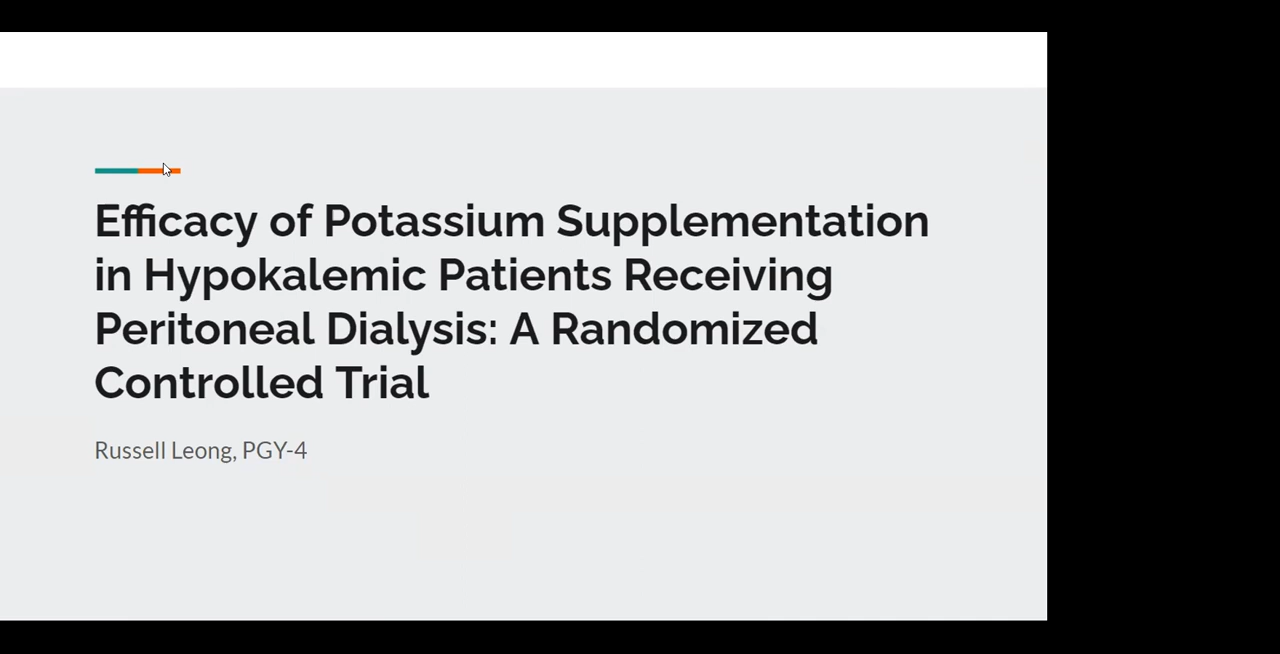 Efficacy of Potassium Supplementation
in Hypokalemic Patients Receiving
Peritoneal Dialysis: A Randomized
Controlled Trial
Russell Leong, PGY-4